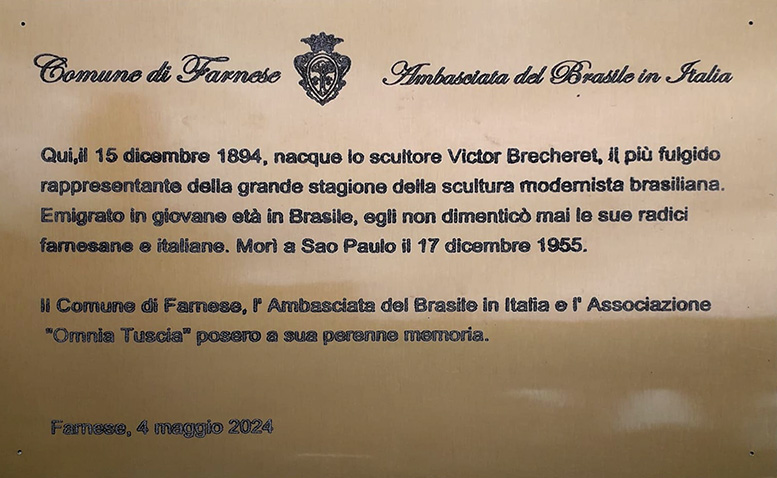 Comune di Farnese Ambasciata del Brasile in Italia
Qui,il 15 dicembre 1894, nacque lo scultore Victor Brecheret, il più fulgido
rappresentante della grande stagione della scultura modernista brasiliana.
Emigrato in giovane età in Brasile, egli non dimenticò mai le sue radici
farnesane e italiane. Morì a Sao Paulo il 17 dicembre 1955.
Il Comune di Farnese, l' Ambasciata del Brasile in Italia e l' Associazione
"Omnia Tuscia" posero a sua perenne memoria.
Farnese, 4 maggio 2024